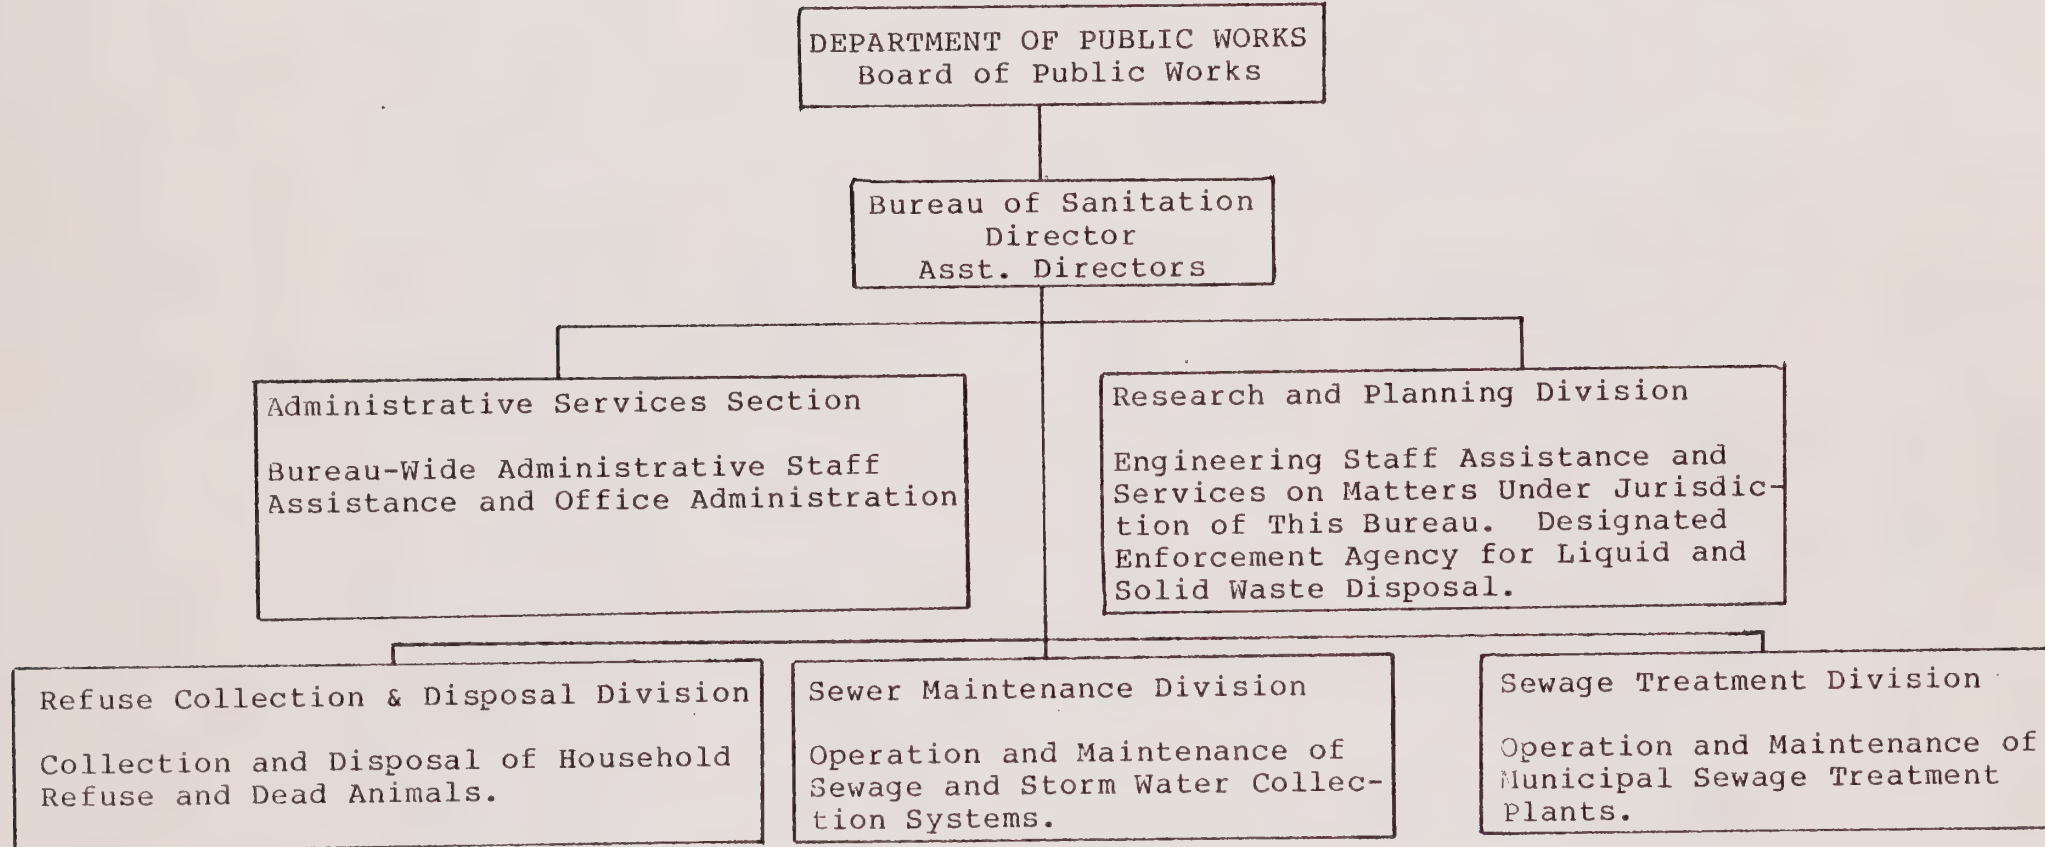 DEPARTMENT OF PUBLIC WORKS
Board of Public Works
Bureau of Sanitation
Director
Asst. Directors
Administrative Services Section
Bureau-Wide Administrative Staff
Assistance and Office Administration
Research and Planning Division
Engineering Staff Assistance and
Services on Matters Under Jurisdic-
tion of This Bureau. Designated
Enforcement Agency for Liquid and
Solid Waste Disposal.
Refuse Collection & Disposal Division
Collection and Disposal of Household
Refuse and Dead Animals.
Sewer Maintenance Division
Operation and Maintenance of
Sewage and Storm Water Collec-
tion Systems.
Sewage Treatment Division
Operation and Maintenance of
Municipal Sewage Treatment
Plants.